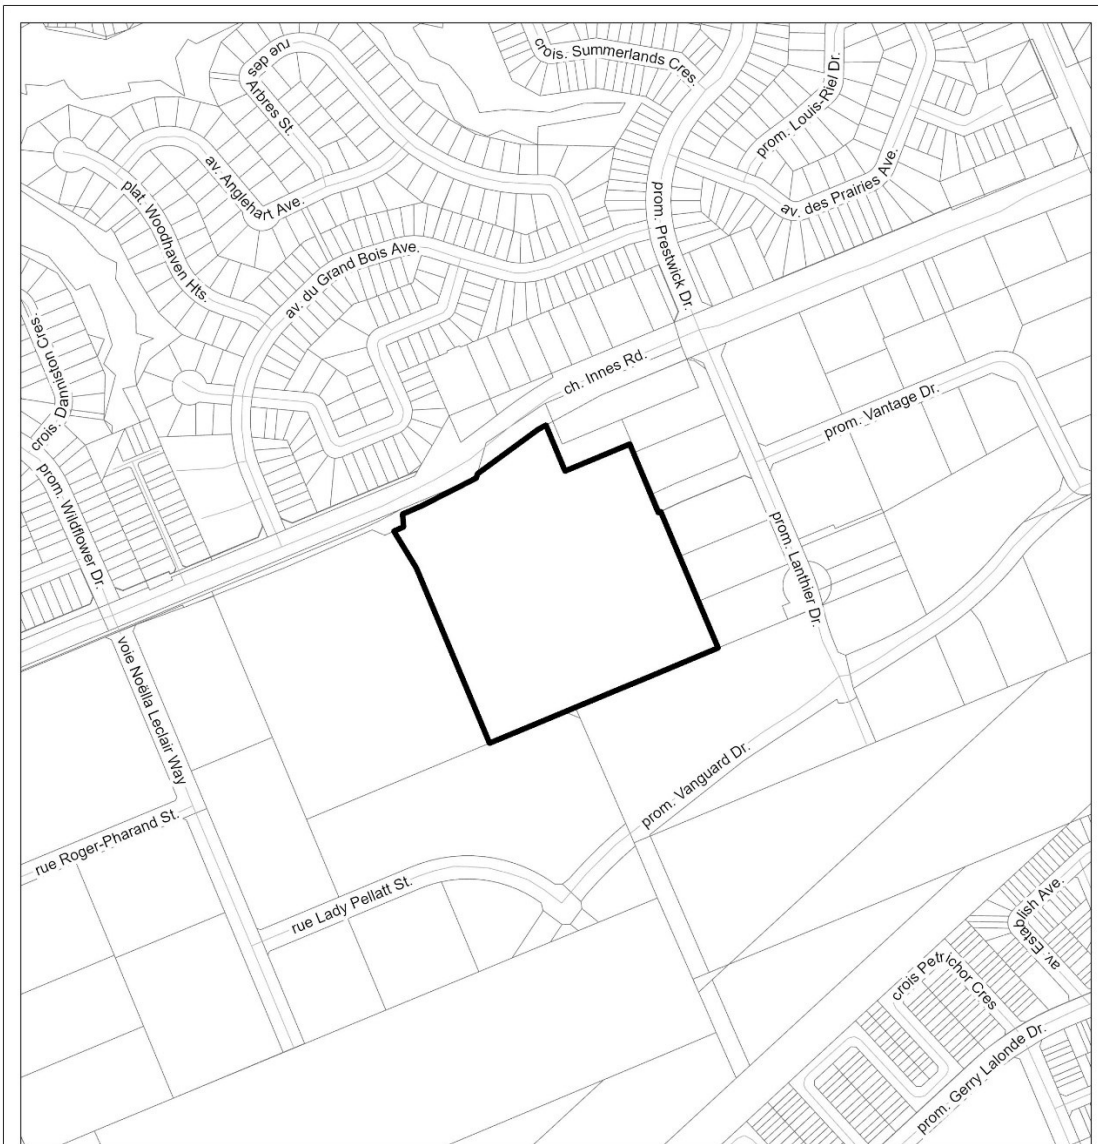 rue des
Arbres St.
crois. Summerlands Cres.
prom. Louis-Riel Dr.
av. Anglehart Ave.
plat. Woodhaven Hts.
av. des Prairies Ave.
prom. Prestwick Dr.
av. du Grand Bois Ave.
crois. Danniston Cres.
ch. Innes Rd.
prom. Vantage Dr.
prom. Wildflower Dr.
prom. Lanthier Dr.
voie Noëlla Leclair Way
prom. Vanguard Dr.
rue Roger-Pharand St.
rue Lady Pellatt St.
av. Establish Ave.
crois Petrichor Cres
prom. Gerry Lalonde Dr.